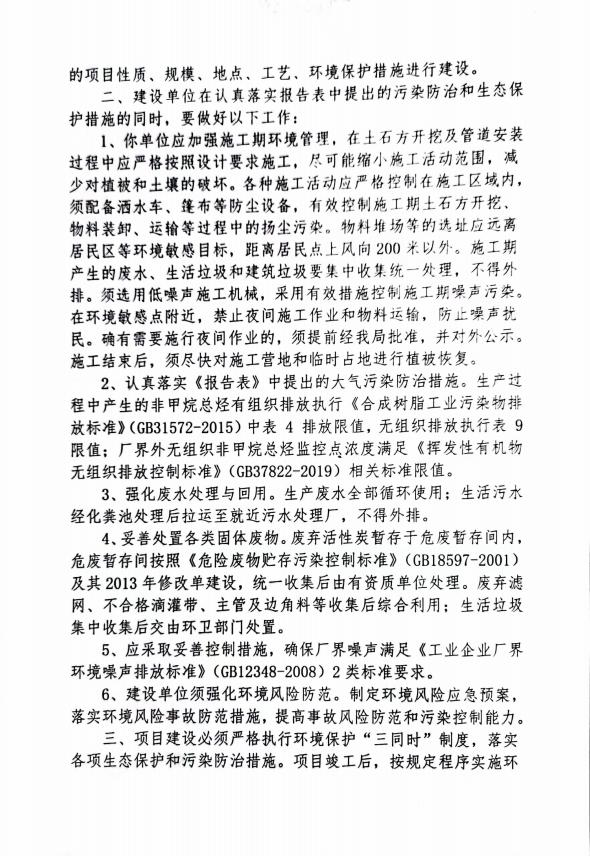 的项目性质、规模、地点、工艺、环境保护措施进行建设。
二、建设单位在认真落实报告表中提出的污染防治和生态保
护措施的同时，要做好以下工作：
1、你单位应加强施工期环境管理，在土石方开挖及管道安装
过程中应严格按照设计要求施工，尽可能缩小施工活动范围，减
少对植被和土壤的破坏。各种施工活动应严格控制在施工区域内，
须配备洒水车、篷布等防尘设备，有效控制施工期土石方开挖、
物料装卸、运输等过程中的扬尘污染。物料堆场等的选址应远离
居民区等环境敏感目标，距离居民点上风向 200 米以外。施工期
产生的废水、生活垃圾和建筑垃圾要集中收集统一处理，不得外
排。须选用低噪声施工机械，采用有效措施控制施工期噪声污染。
在环境敏感点附近，禁止夜间施工作业和物料运输，防止噪声扰
民。确有需要施行夜间作业的，须提前经我局批准，并对外公示。
施工结束后，须尽快对施工营地和临时占地进行植被恢复。
2、认真落实《报告表》中提出的大气污染防治措施。生产过
程中产生的非甲烷总烃有组织排放执行《合成树脂工业污染物排
放标准》（GB31572-2015）中表 4 排放限值，无组织排放执行表 9
限值；厂界外无组织非甲烷总烃监控点浓度满足《挥发性有机物
无组织排放控制标准》（GB37822-2019）相关标准限值。
3、强化废水处理与回用。生产废水全部循环使用；生活污水
经化粪池处理后拉运至就近污水处理厂，不得外排。
4、妥善处置各类固体废物。废弃活性炭暂存于危废暂存间内，
危废暂存间按照《危险废物贮存污染控制标准》（GB18597-2001）
及其 2013 年修改单建设，统一收集后由有资质单位处理。废弃滤
网、不合格滴灌带、主管及边角料等收集后综合利用；生活垃圾
集中收集后交由环卫部门处置。
5、应采取妥善控制措施，确保厂界噪声满足《工业企业厂界
环境噪声排放标准》（GB12348-2008）2 类标准要求。
6、建设单位须强化环境风险防范。制定环境风险应急预案，
落实环境风险事故防范措施，提高事故风险防范和污染控制能力。
三、项目建设必须严格执行环境保护“三同时”制度，落实
各项生态保护和污染防治措施。项目竣工后，按规定程序实施环